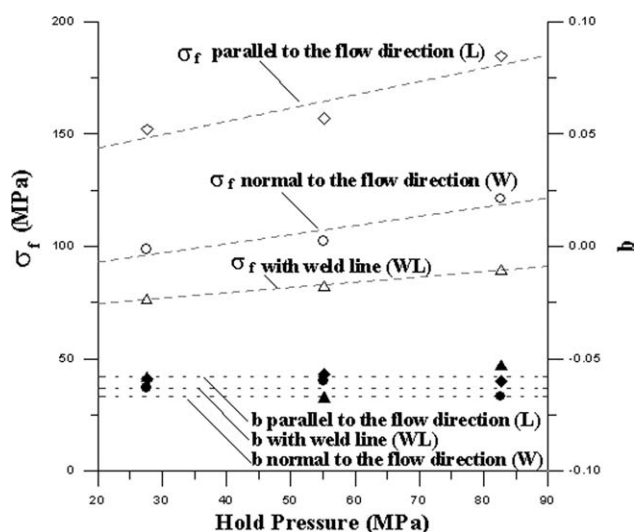 200
0.10
σf parallel to the flow direction (L)
150
0.05
σf normal to the flow direction (W)
σf (MPa)
100
0.00
b
σf with weld line (WL)
50
-0.05
b parallel to the flow direction (L)
b with weld line (WL)
b normal to the flow direction (W)
0
-0.10
20 30 40 50 60 70 80 90
Hold Pressure (MPa)